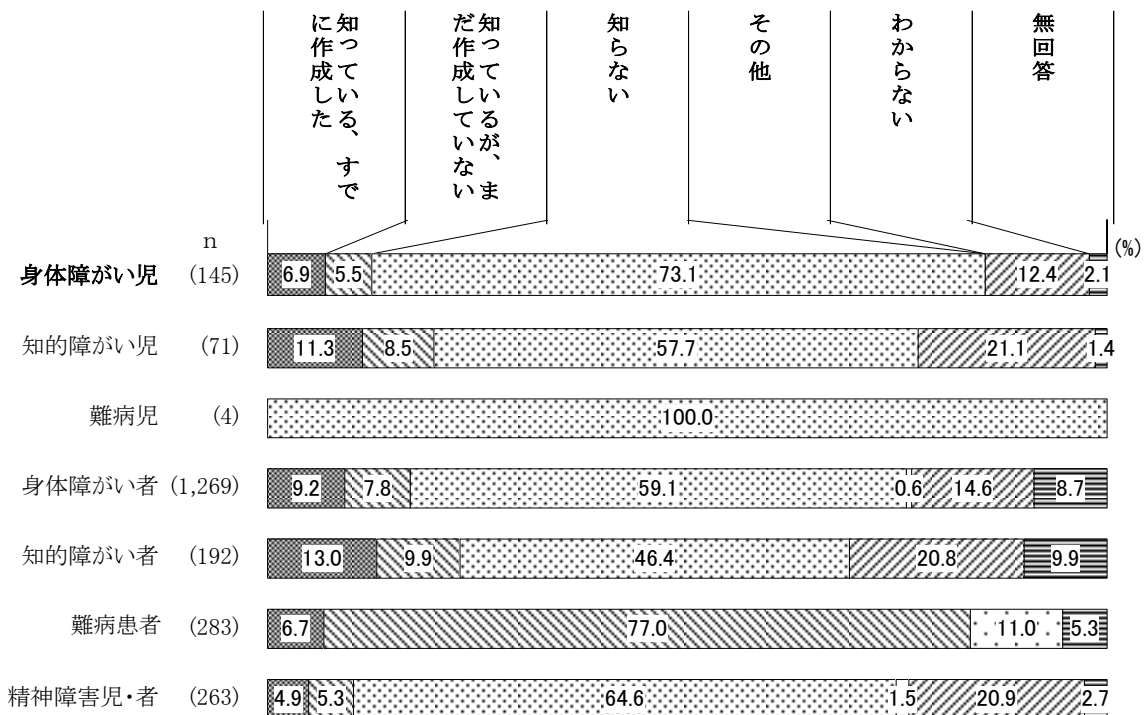 知っている、すでに作成した
知っているが、まだ作成していない
知らない
その他
わからない
無回答
n
(%)
身体障がい児 (145) 6.9 5.5 73.1 12.4 2.1
知的障がい児 (71) 11.3 8.5 57.7 21.1 1.4
難病児 (4) 100.0
身体障がい者 (1,269) 9.2 7.8 59.1 0.6 14.6 8.7
知的障がい者 (192) 13.0 9.9 46.4 20.8 9.9
難病患者 (283) 6.7 77.0 11.0 5.3
精神障害児・者 (263) 4.9 5.3 64.6 1.5 20.9 2.7